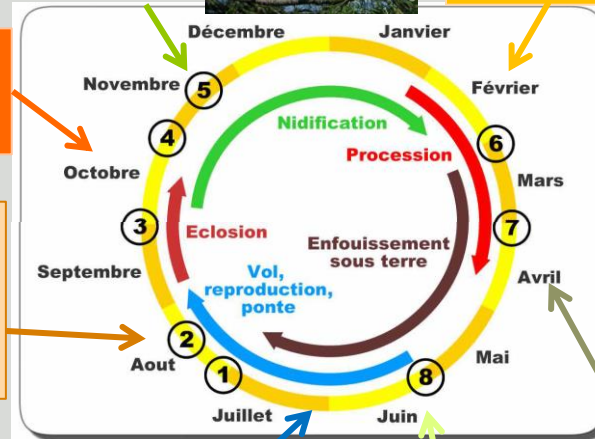 Décembre
Janvier
Novembre
5
Février
Nidification
4
6
Procession
Octobre
Mars
3
Eclosion
7
Enfouissement
sous terre
Septembre
Vol,
reproduction,
ponte
Avril
2
Aout
1
8
Mai
Juillet
Juin